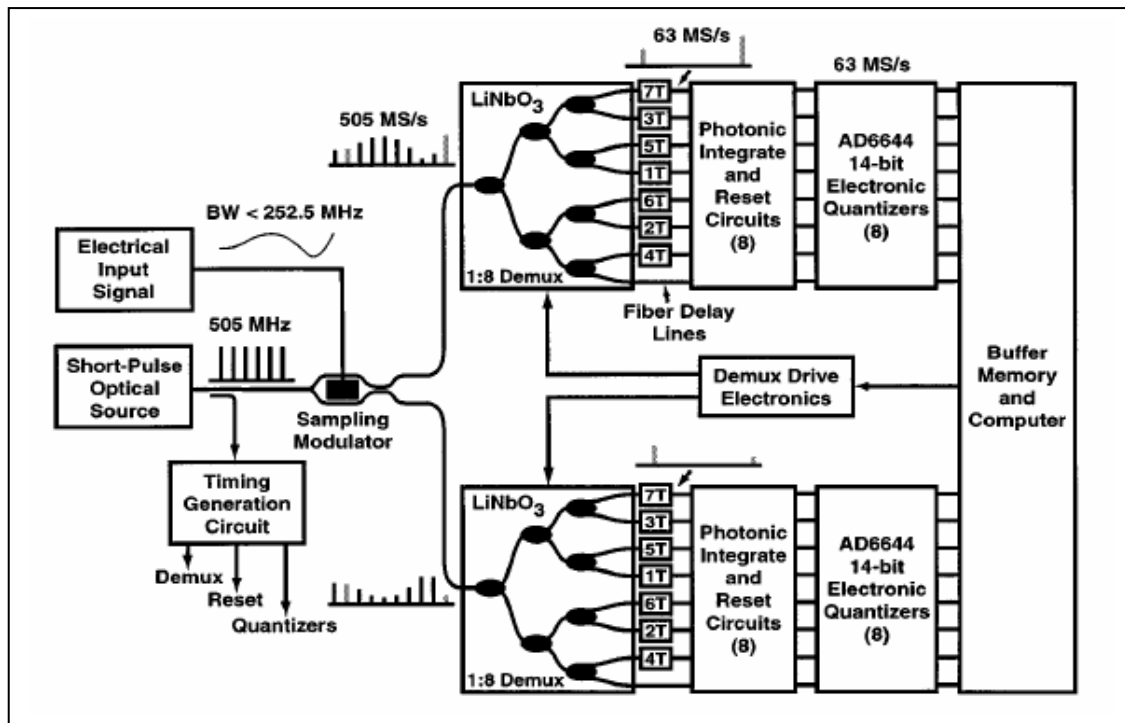 63 MS/s
63 MS/s
505 MS/s
LiNbO3
7T
3T
5T
1T
6T
2T
4T
1:8 Demux
Photonic
Integrate
and
Reset
Circuits
(8)
AD6644
14-bit
Electronic
Quantizers
(8)
BW < 252.5 MHz
Electrical
Input
Signal
Fiber Delay
Lines
505 MHz
Short-Pulse
Optical
Source
Sampling
Modulator
Demux Drive
Electronics
Buffer
Memory
and
Computer
Timing
Generation
Circuit
Demux
Reset
Quantizers
LiNbO3
7T
3T
5T
1T
6T
2T
4T
1:8 Demux
Photonic
Integrate
and
Reset
Circuits
(8)
AD6644
14-bit
Electronic
Quantizers
(8)